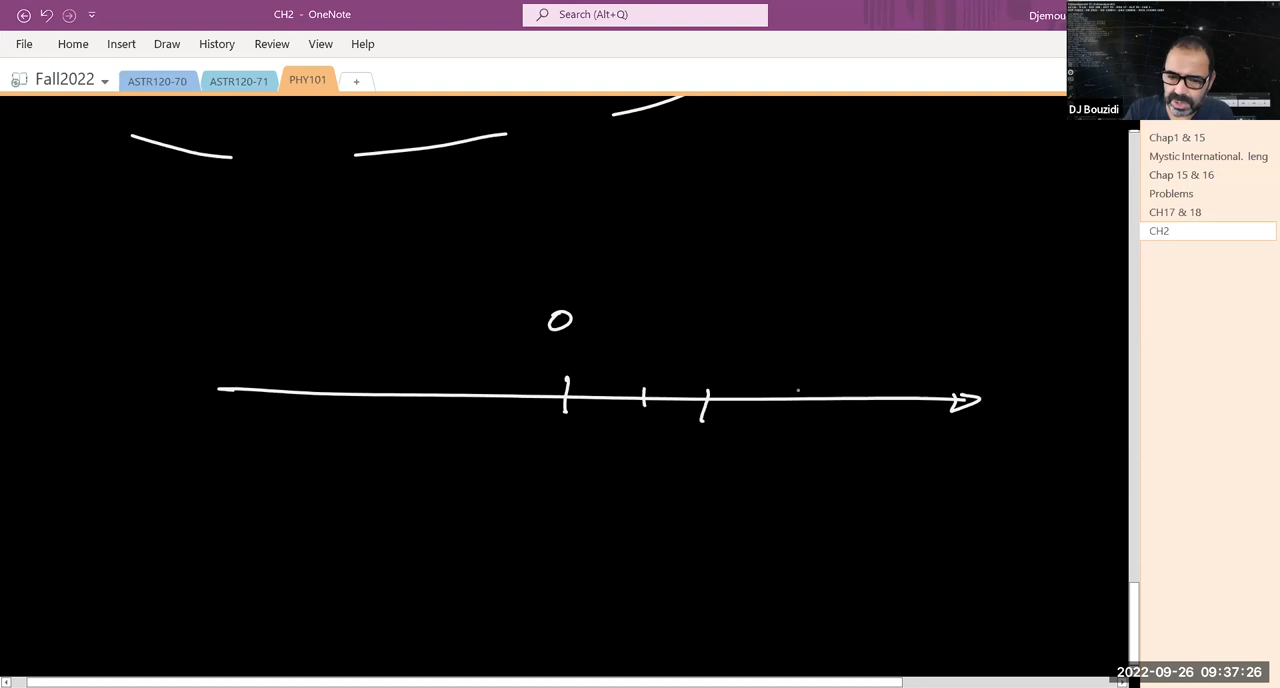 CH2 - OneNote
Search (Alt+Q)
Djemou
File Home Insert Draw History Review View Help
Fall2022
ASTR120-70
ASTR120-71
PHY101
+
DJ Bouzidi
Chap1 & 15
Mystic International. leng
Chap 15 & 16
Problems
CH17 & 18
CH2
0
2022-09-26 09:37:26